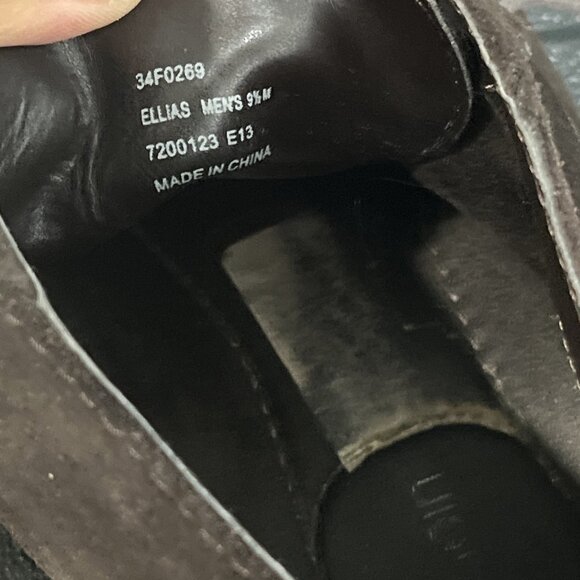 34F0269
ELLIAS MEN'S 9½ M
7200123 E13
MADE IN CHINA